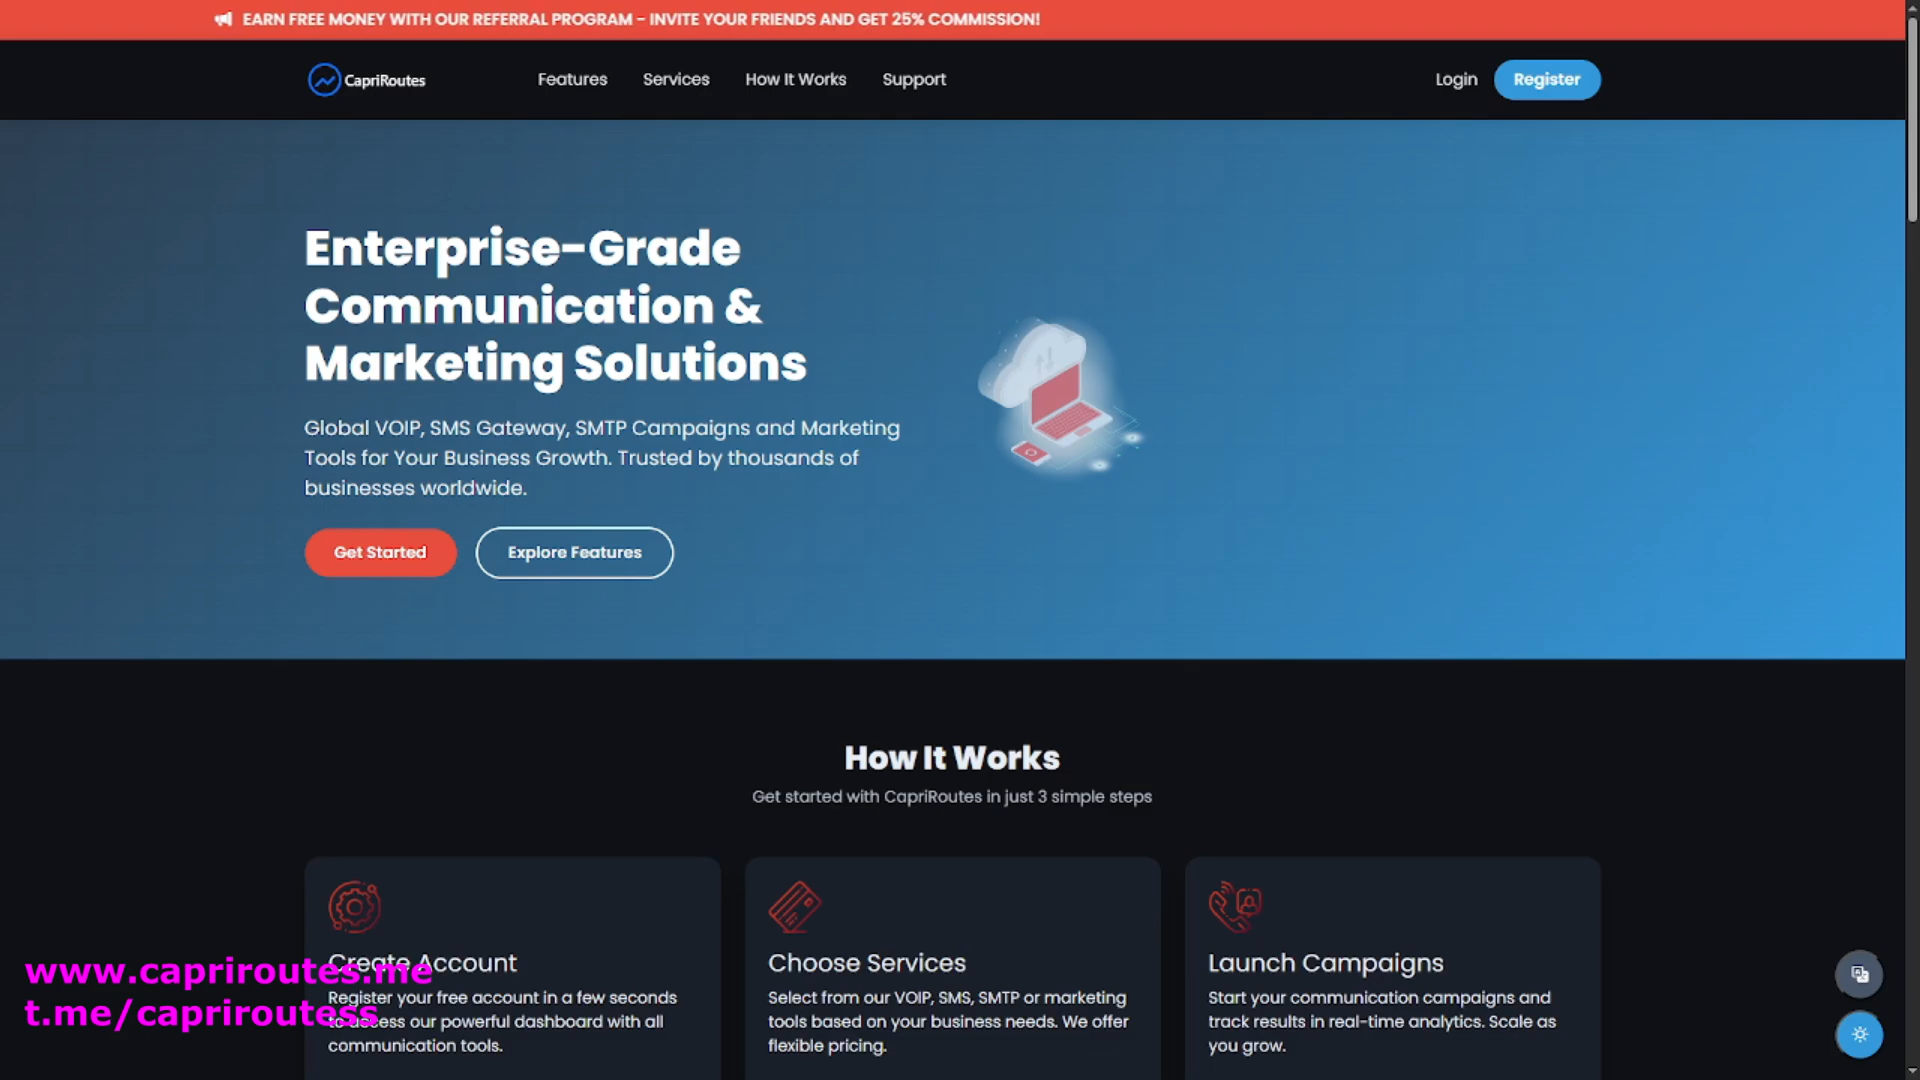 EARN FREE MONEY WITH OUR REFERRAL PROGRAM - INVITE YOUR FRIENDS AND GET 25% COMMISSION!
CapriRoutes
Features
Services
How It Works
Support
Login
Register
Enterprise-Grade
Communication &
Marketing Solutions
Global VOIP, SMS Gateway, SMTP Campaigns and Marketing
Tools for Your Business Growth. Trusted by thousands of
businesses worldwide.
Get Started
Explore Features
How It Works
Get started with CapriRoutes in just 3 simple steps
Create Account
Register your free account in a few seconds
to access our powerful dashboard with all
communication tools.
Choose Services
Select from our VOIP, SMS, SMTP or marketing
tools based on your business needs. We offer
flexible pricing.
Launch Campaigns
Start your communication campaigns and
track results in real-time analytics. Scale as
you grow.
www.capriroutes.me
t.me/capriroutess